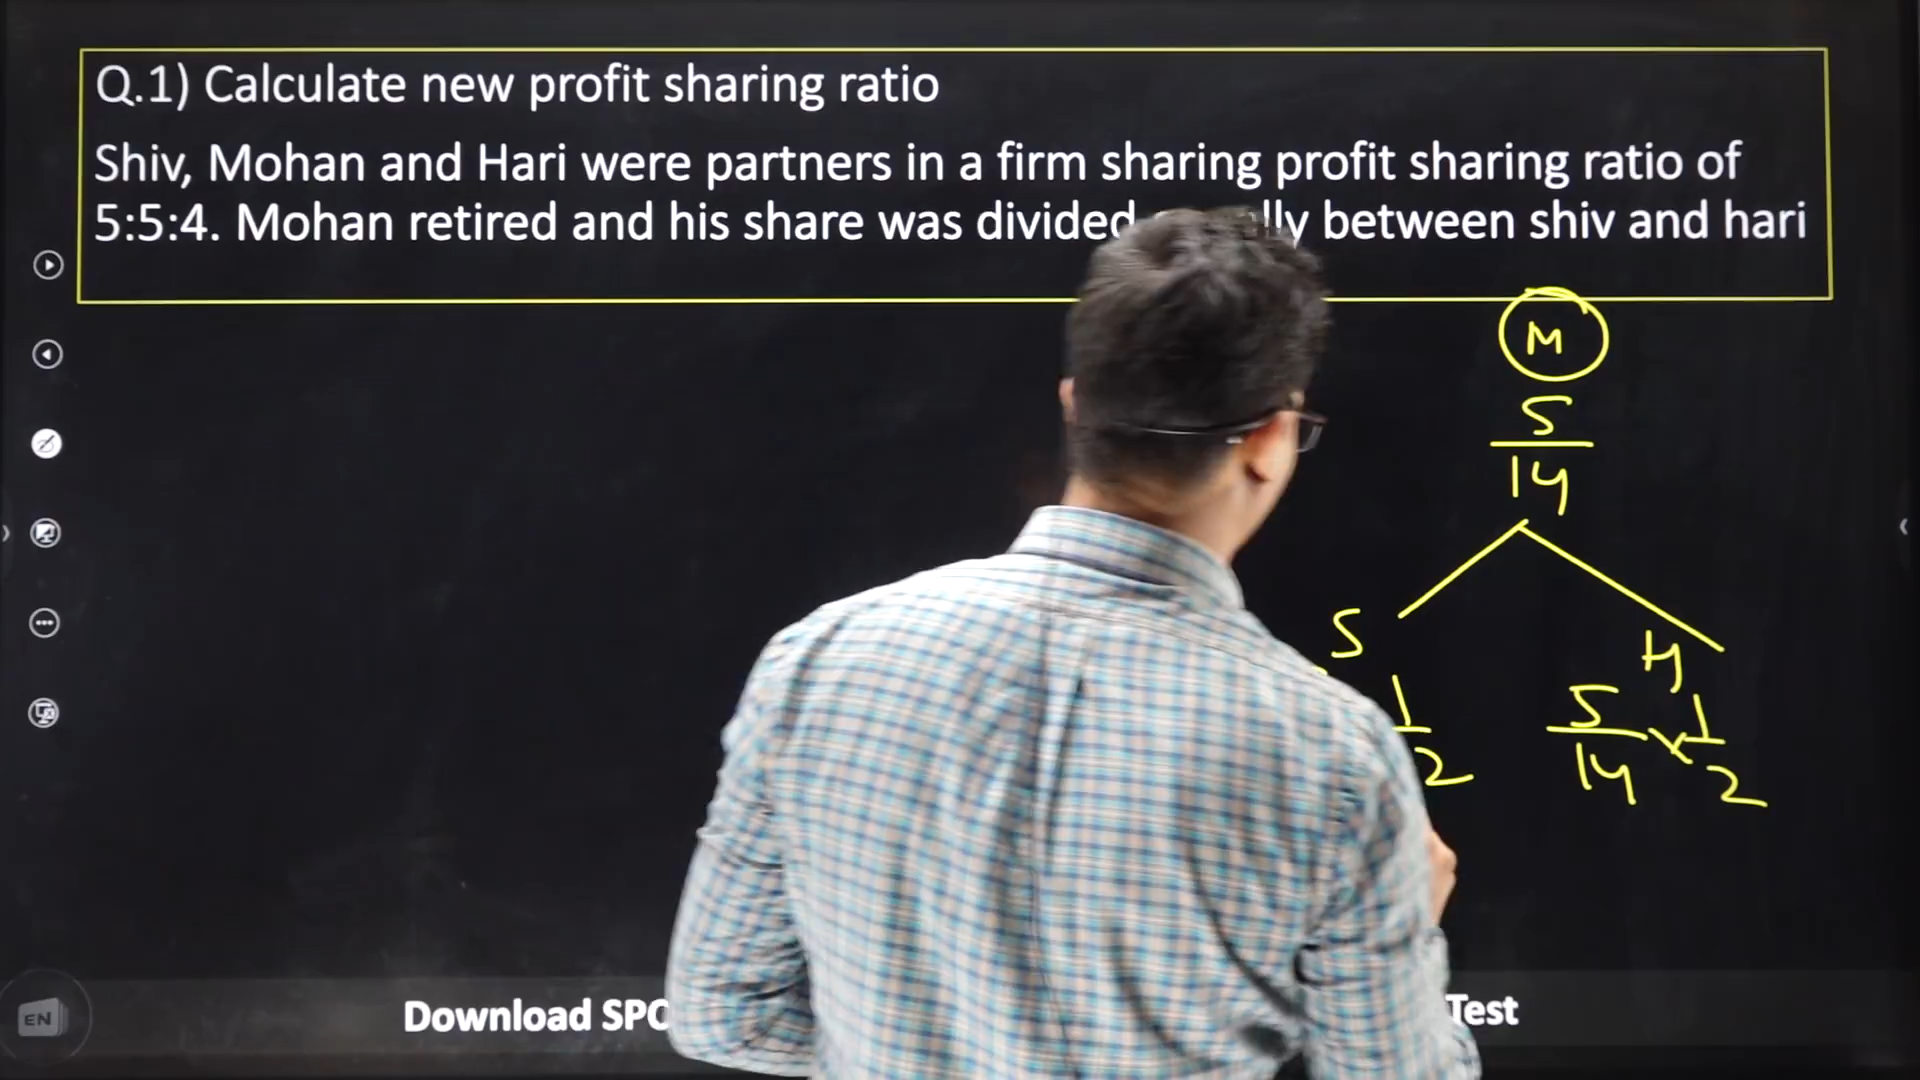 Q.1) Calculate new profit sharing ratio
Shiv, Mohan and Hari were partners in a firm sharing profit sharing ratio of
5:5:4. Mohan retired and his share was divided between shiv and hari
M
5
14
S H
1 5 × 1
2 14 2
EN Download Test